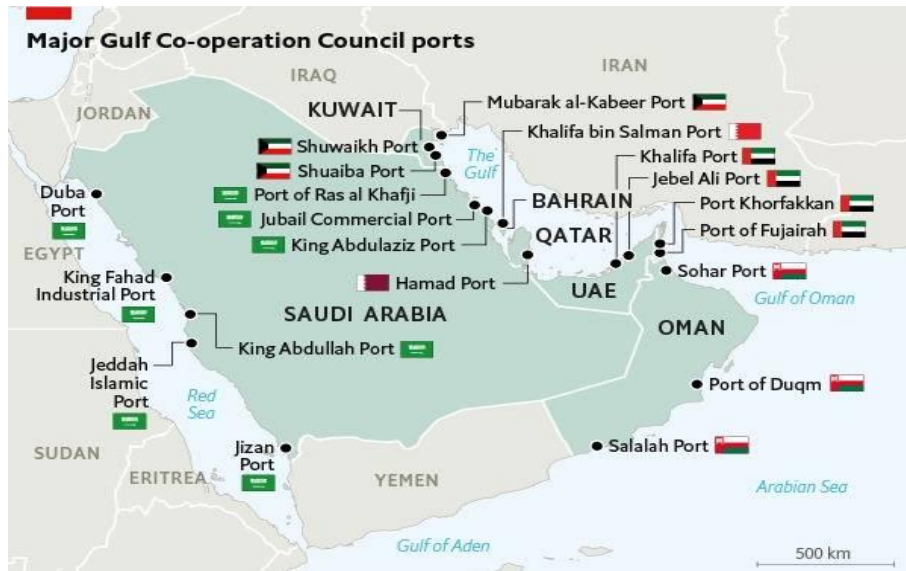 Major Gulf Co-operation Council ports
IRAQ
IRAN
JORDAN
KUWAIT
Mubarak al-Kabeer Port
Khalifa bin Salman Port
Shuwaikh Port
The
Gulf
Khalifa Port
Shuaiba Port
Jebel Ali Port
Duba
Port
Port of Ras al Khafji
BAHRAIN
Port Khorfakkan
Jubail Commercial Port
QATAR
Port of Fujairah
EGYPT
King Abdulaziz Port
King Fahad
Industrial Port
Hamad Port
UAE
Sohar Port
Gulf of Oman
SAUDI ARABIA
OMAN
King Abdullah Port
Jeddah
Islamic
Port
Red
Sea
Port of Duqm
SUDAN
Jizan
Port
Salalah Port
ERITREA
YEMEN
Arabian Sea
Gulf of Aden
500 km